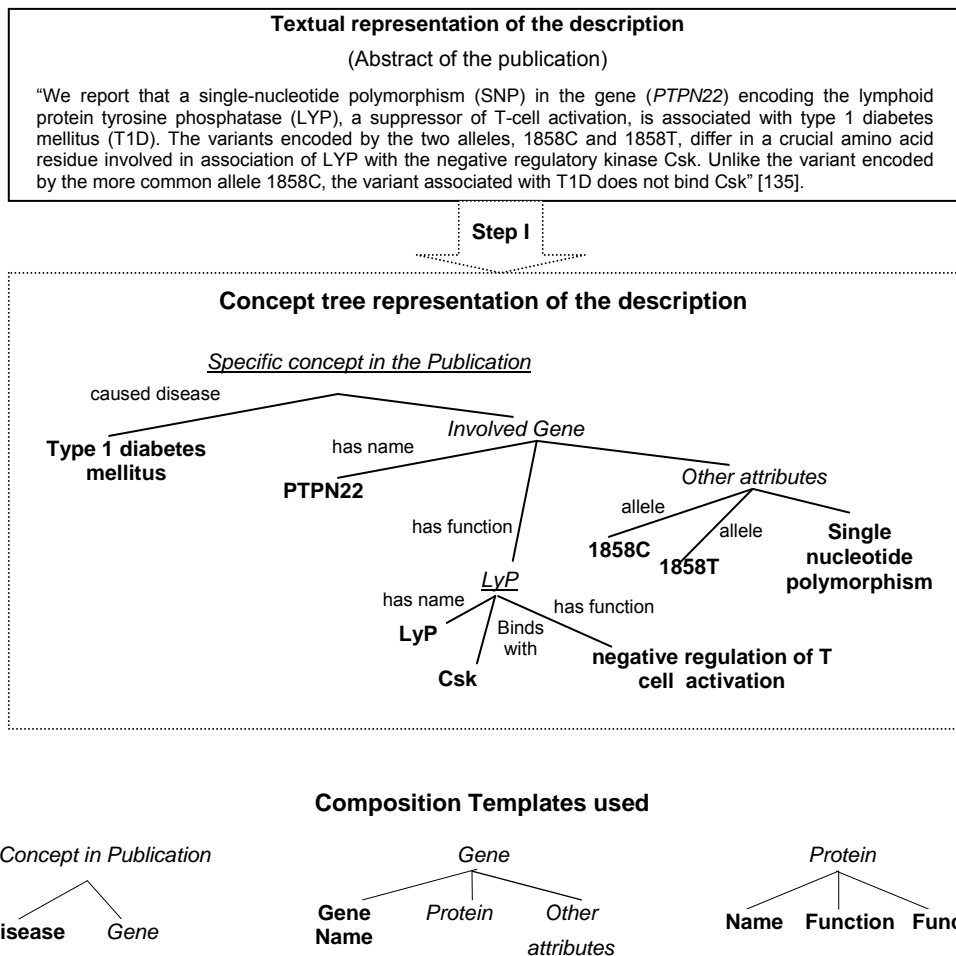 Textual representation of the description
(Abstract of the publication)
“We report that a single-nucleotide polymorphism (SNP) in the gene (PTPN22) encoding the lymphoid
protein tyrosine phosphatase (LYP), a suppressor of T-cell activation, is associated with type 1 diabetes
mellitus (T1D). The variants encoded by the two alleles, 1858C and 1858T, differ in a crucial amino acid
residue involved in association of LYP with the negative regulatory kinase Csk. Unlike the variant encoded
by the more common allele 1858C, the variant associated with T1D does not bind Csk” [135].
Step I
Concept tree representation of the description
Specific concept in the Publication
caused disease
Type 1 diabetes
mellitus
Involved Gene
has name
PTPN22
has function
Other attributes
allele
1858C
allele
1858T
Single
nucleotide
polymorphism
LyP
has name
LyP
Binds
with
Csk
has function
negative regulation of T
cell activation
Composition Templates used
Concept in Publication
isease
Gene
Gene
Gene
Name
Protein
Other
attributes
Protein
Name
Function
Func